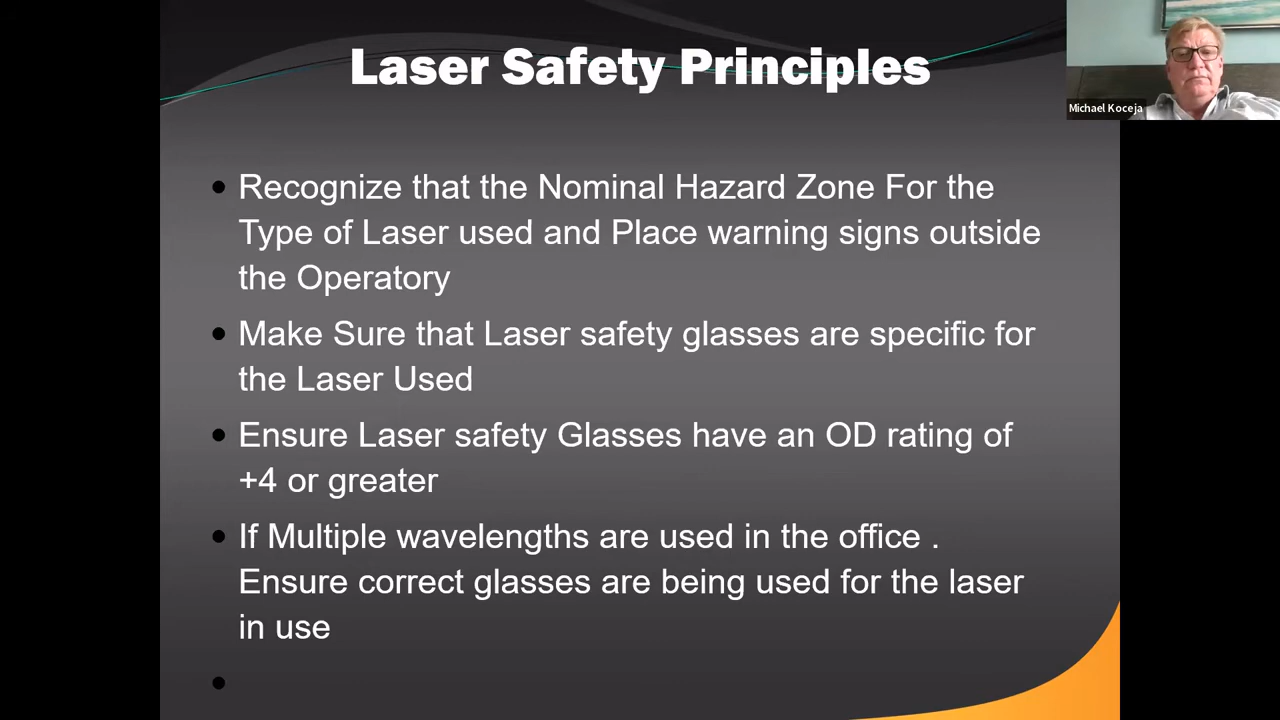 Laser Safety Principles
Michael Koceja
Recognize that the Nominal Hazard Zone For the
Type of Laser used and Place warning signs outside
the Operatory
Make Sure that Laser safety glasses are specific for
the Laser Used
Ensure Laser safety Glasses have an OD rating of
+4 or greater
If Multiple wavelengths are used in the office .
Ensure correct glasses are being used for the laser
in use